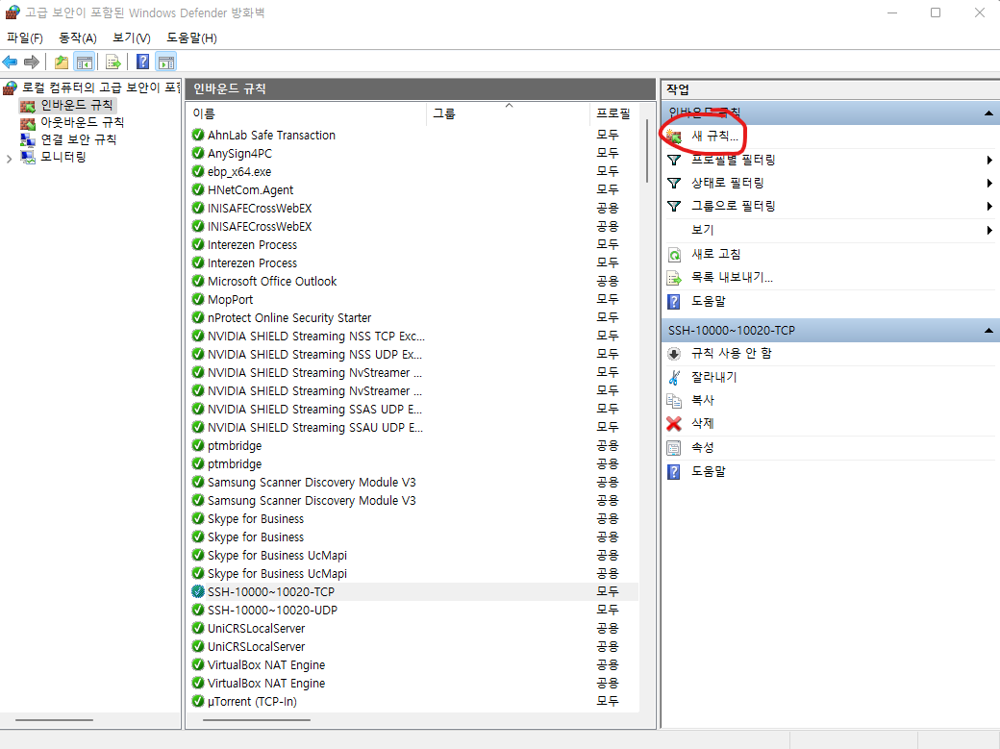 고급 보안이 포함된 Windows Defender 방화벽
파일(F) 동작(A) 보기(V) 도움말(H)
로컬 컴퓨터의 고급 보안이 포함
인바운드 규칙
아웃바운드 규칙
연결 보안 규칙
모니터링
인바운드 규칙
이름 그룹 프로필
AhnLab Safe Transaction 모두
AnySign4PC 모두
ebp_x64.exe 모두
HNetCom.Agent 모두
INISAFECrossWebEX 공용
INISAFECrossWebEX 공용
Interezen Process 모두
Interezen Process 모두
Microsoft Office Outlook 공용
MopPort 모두
nProtect Online Security Starter 모두
NVIDIA SHIELD Streaming NSS TCP Exc... 모두
NVIDIA SHIELD Streaming NSS UDP Ex... 모두
NVIDIA SHIELD Streaming NvStreamer ... 모두
NVIDIA SHIELD Streaming NvStreamer ... 모두
NVIDIA SHIELD Streaming SSAS UDP E... 모두
NVIDIA SHIELD Streaming SSAU UDP E... 모두
ptmbridge 공용
ptmbridge 공용
Samsung Scanner Discovery Module V3 공용
Samsung Scanner Discovery Module V3 공용
Skype for Business 공용
Skype for Business 공용
Skype for Business UcMapi 공용
Skype for Business UcMapi 공용
SSH-10000~10020-TCP 모두
SSH-10000~10020-UDP 모두
UniCRSLocalServer 공용
UniCRSLocalServer 공용
VirtualBox NAT Engine 공용
VirtualBox NAT Engine 공용
μTorrent (TCP-In) 모두
작업
인바운드 규칙
새 규칙...
프로필별 필터링
상태로 필터링
그룹으로 필터링
보기
새로 고침
목록 내보내기...
도움말
SSH-10000~10020-TCP
규칙 사용 안 함
잘라내기
복사
삭제
속성
도움말